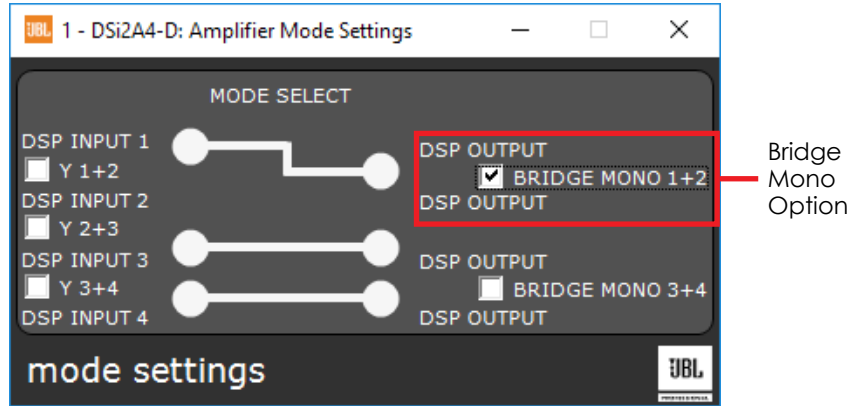 JBL 1 - DSi2A4-D: Amplifier Mode Settings
MODE SELECT
DSP INPUT 1
Y 1+2
DSP INPUT 2
Y 2+3
DSP INPUT 3
Y 3+4
DSP INPUT 4
DSP OUTPUT
BRIDGE MONO 1+2
DSP OUTPUT
DSP OUTPUT
BRIDGE MONO 3+4
DSP OUTPUT
Bridge
Mono
Option
mode settings
JBL